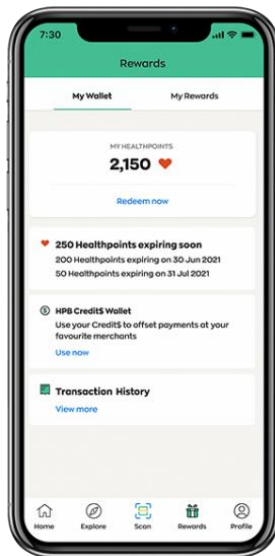 7:30
Rewards
My Wallet My Rewards
MY HEALTHPOINTS
2,150
Redeem now
250 Healthpoints expiring soon
200 Healthpoints expiring on 30 Jun 2021
50 Healthpoints expiring on 31 Jul 2021
HPB Credit$ Wallet
Use your Credit$ to offset payments at your
favourite merchants
Use now
Transaction History
View more
Home Explore Scan Rewards Profile